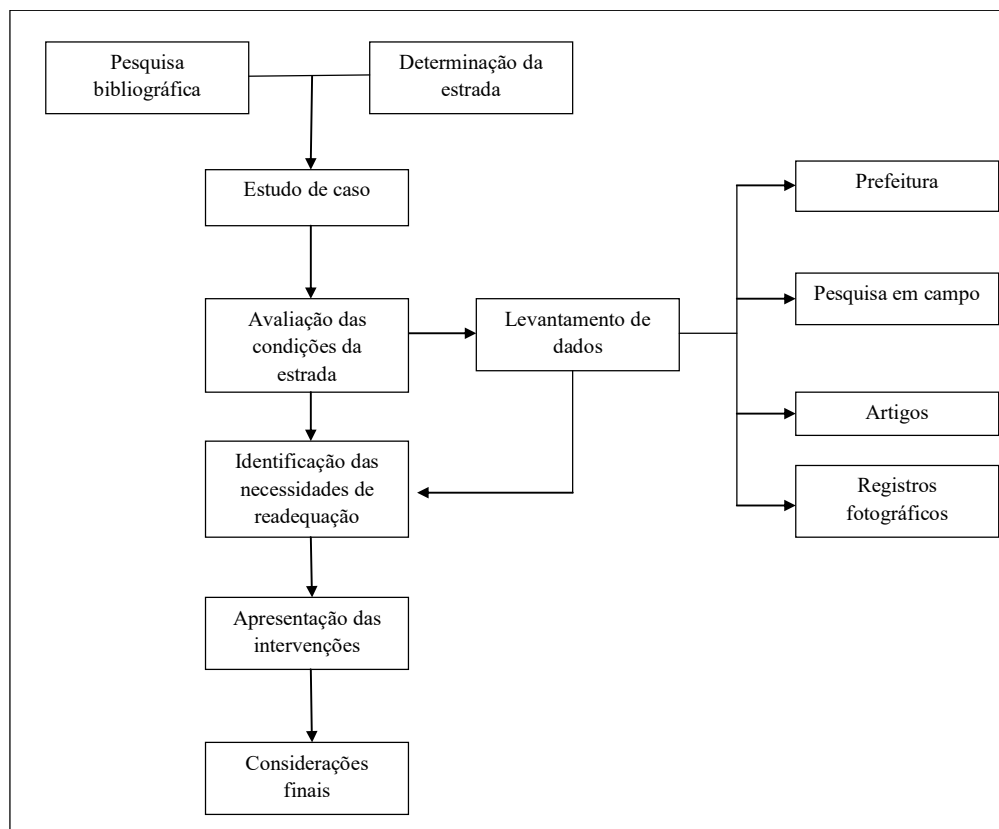 Pesquisa
bibliográfica
Determinação da
estrada
Estudo de caso
Avaliação das
condições da
estrada
Levantamento de
dados
Prefeitura
Pesquisa em campo
Artigos
Registros
fotográficos
Identificação das
necessidades de
readequação
Apresentação das
intervenções
Considerações
finais